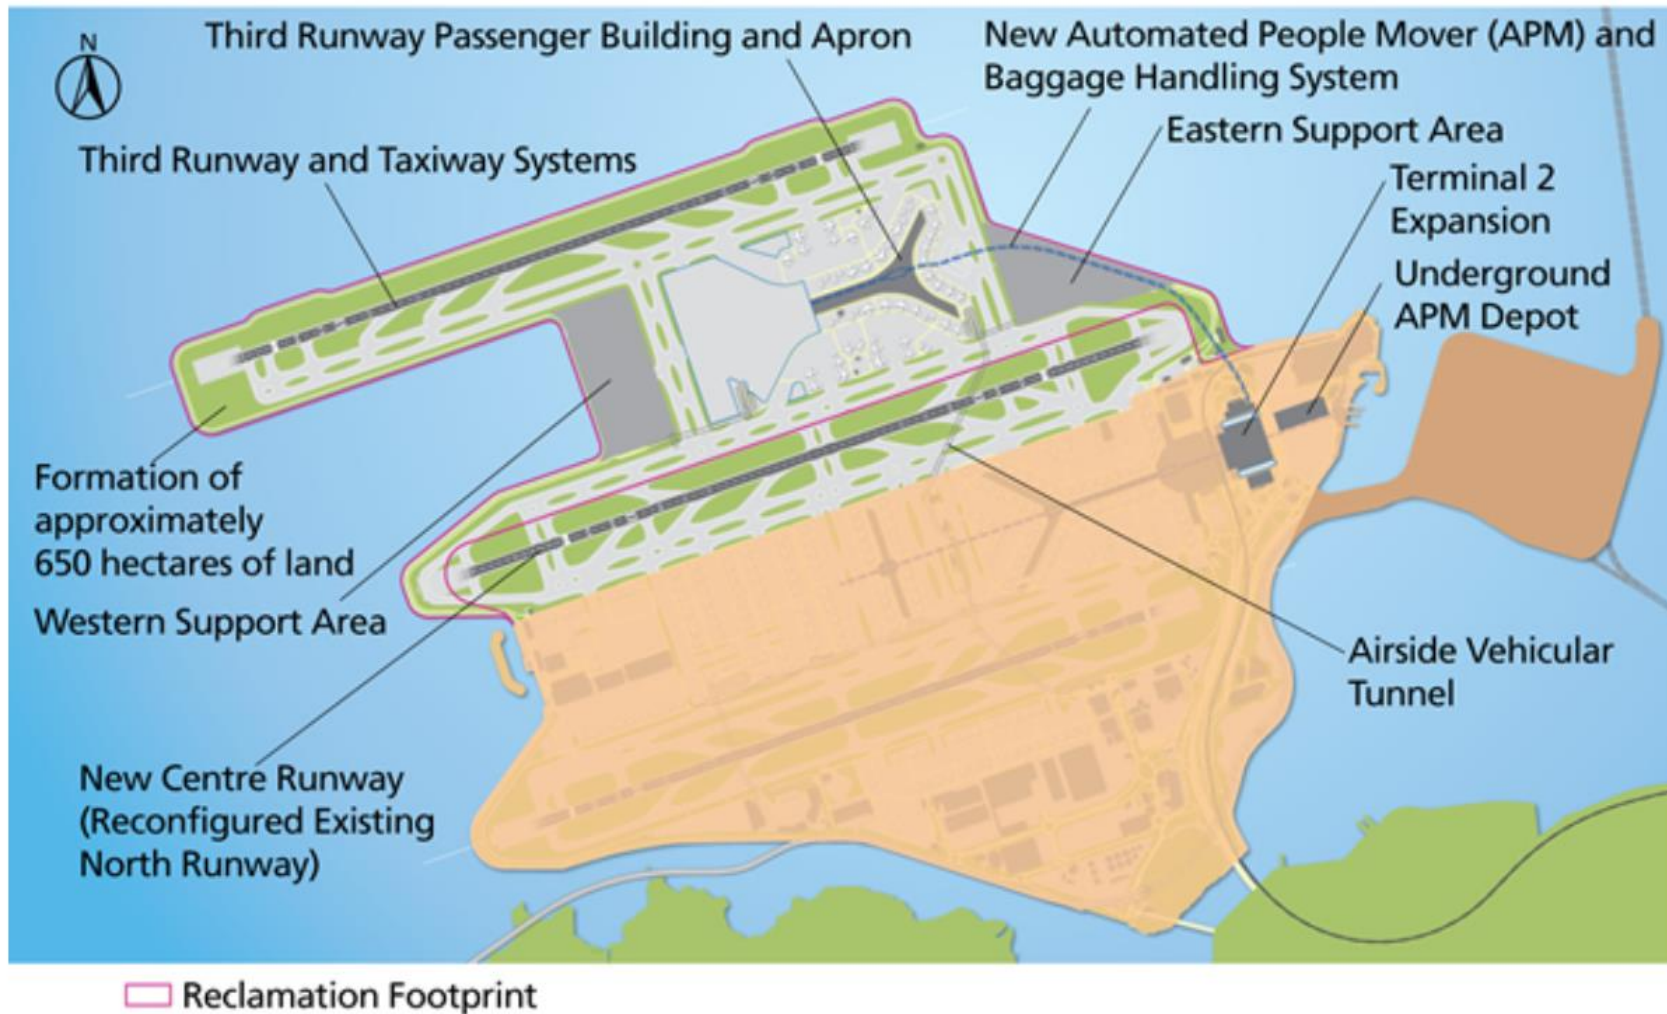 N
Third Runway Passenger Building and Apron
New Automated People Mover (APM) and
Baggage Handling System
Eastern Support Area
Third Runway and Taxiway Systems
Terminal 2
Expansion
Underground
APM Depot
Formation of
approximately
650 hectares of land
Western Support Area
Airside Vehicular
Tunnel
New Centre Runway
(Reconfigured Existing
North Runway)
Reclamation Footprint